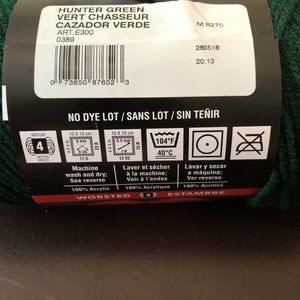 HUNTER GREEN
VERT CHASSEUR
CAZADOR VERDE
M:8270
ART.E300
0389
260516
20:10
0 73650 87652 3
NO DYE LOT / SANS LOT / SIN TEÑIR
MEDIUM
4
10 X 10 cm
10 X 10 cm
104°F
40°C
Machine wash and dry;
See reverse
100% Acrylic
Laver et sécher
à la machine:
Voir à l'endos
100% Acrylique
Lavar y secar
a máquina;
Ver reverso
100% Acrílico
WORSTED 4 ESTAMBRE